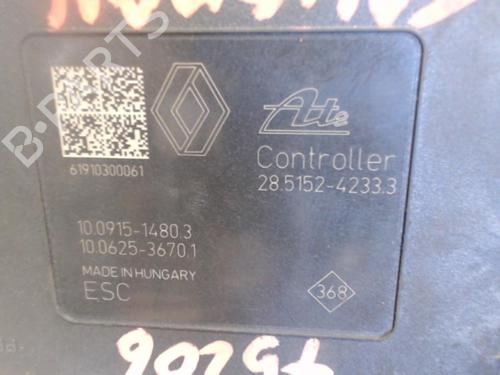 Ate
61910300061
Controller
28.5152-4233.3
10.0915-1480.3
10.0625-3670.1
MADE IN HUNGARY
ESC
368
B-PARTS